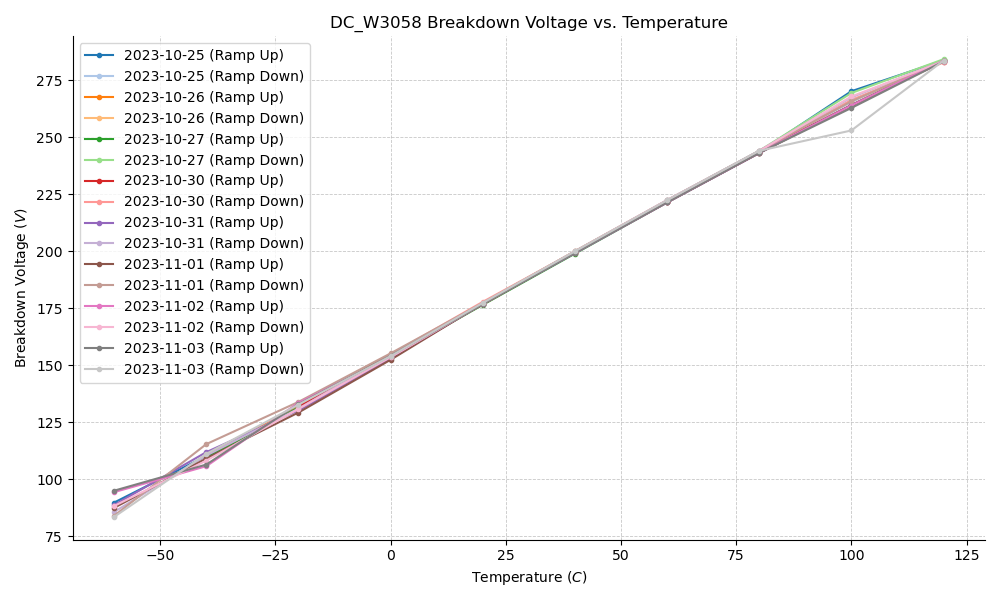 DC_W3058 Breakdown Voltage vs. Temperature
2023-10-25 (Ramp Up)
2023-10-25 (Ramp Down)
2023-10-26 (Ramp Up)
2023-10-26 (Ramp Down)
2023-10-27 (Ramp Up)
2023-10-27 (Ramp Down)
2023-10-30 (Ramp Up)
2023-10-30 (Ramp Down)
2023-10-31 (Ramp Up)
2023-10-31 (Ramp Down)
2023-11-01 (Ramp Up)
2023-11-01 (Ramp Down)
2023-11-02 (Ramp Up)
2023-11-02 (Ramp Down)
2023-11-03 (Ramp Up)
2023-11-03 (Ramp Down)
Breakdown Voltage (V)
275
250
225
200
175
150
125
100
75
−50
−25
0
25
50
75
100
125
Temperature (C)